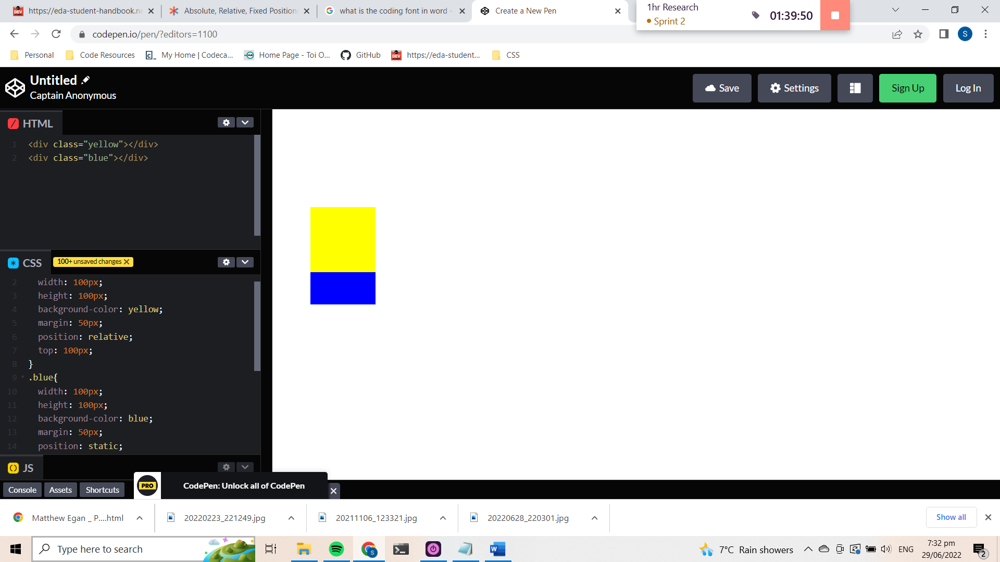 https://eda-student-handbook.ne
Absolute, Relative, Fixed Positioni
what is the coding font in word -
Create a New Pen
1hr Research
Sprint 2
01:39:50
codepen.io/pen/?editors=1100
S
Personal
Code Resources
My Home | Codeca...
Home Page - Toi O...
GitHub
https://eda-student...
CSS
Untitled
Captain Anonymous
Save
Settings
Sign Up
Log In
HTML
1 <div class="yellow"></div>
2 <div class="blue"></div>
CSS
100+ unsaved changes
2 width: 100px;
3 height: 100px;
4 background-color: yellow;
5 margin: 50px;
6 position: relative;
7 top: 100px;
8 }
9 .blue{
10 width: 100px;
11 height: 100px;
12 background-color: blue;
13 margin: 50px;
14 position: static;
JS
Console
Assets
Shortcuts
PRO
CodePen: Unlock all of CodePen
Matthew Egan _ P....html
20220223_221249.jpg
20211106_123321.jpg
20220628_220301.jpg
Show all
Type here to search
7°C Rain showers
ENG
7:32 pm
29/06/2022
2